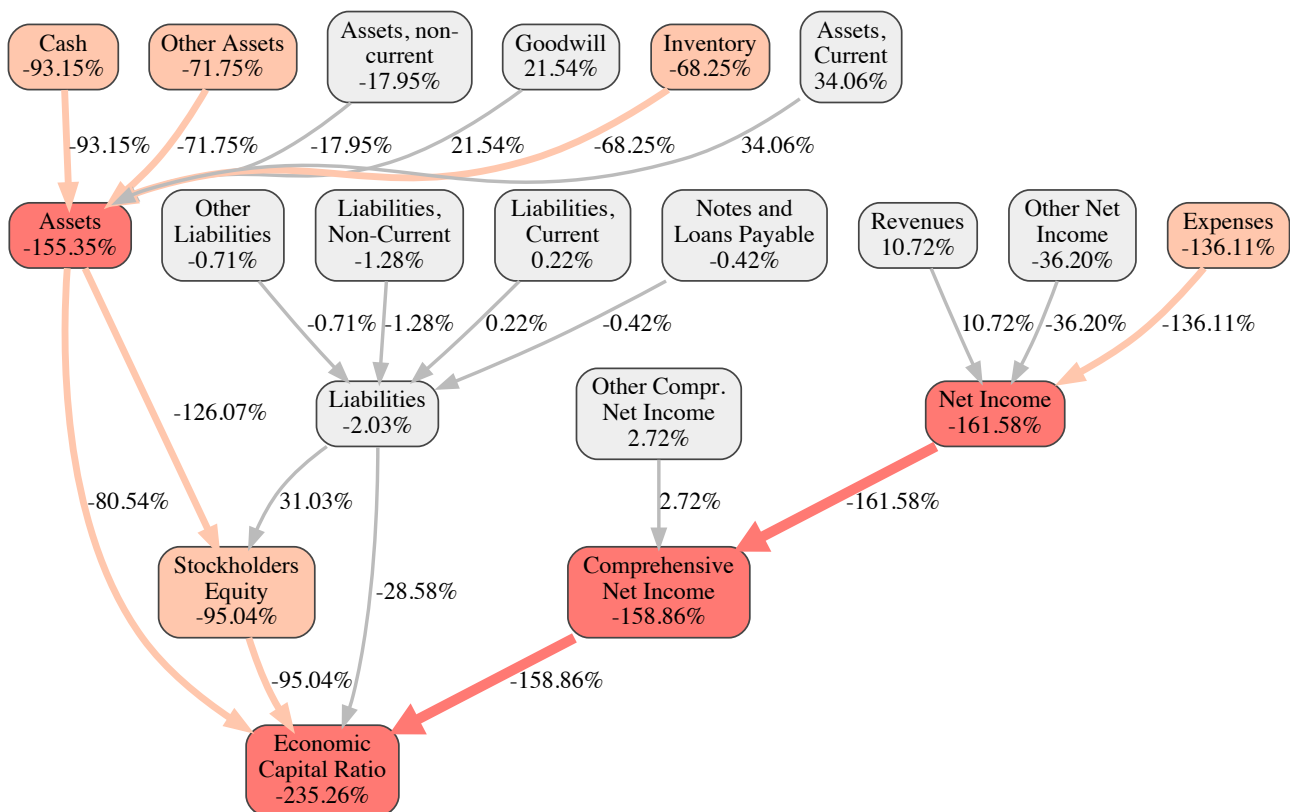 Cash
-93.15%
Other Assets
-71.75%
Assets, non-
current
-17.95%
Goodwill
21.54%
Inventory
-68.25%
Assets,
Current
34.06%
-93.15%
-71.75%
-17.95%
21.54%
-68.25%
34.06%
Assets
-155.35%
Other
Liabilities
-0.71%
Liabilities,
Non-Current
-1.28%
Liabilities,
Current
0.22%
Notes and
Loans Payable
-0.42%
Revenues
10.72%
Other Net
Income
-36.20%
Expenses
-136.11%
-0.71%
-1.28%
0.22%
-0.42%
10.72%
-36.20%
-136.11%
-126.07%
Liabilities
-2.03%
Other Compr.
Net Income
2.72%
Net Income
-161.58%
-80.54%
31.03%
2.72%
-161.58%
Stockholders
Equity
-95.04%
-28.58%
Comprehensive
Net Income
-158.86%
-95.04%
-158.86%
Economic
Capital Ratio
-235.26%